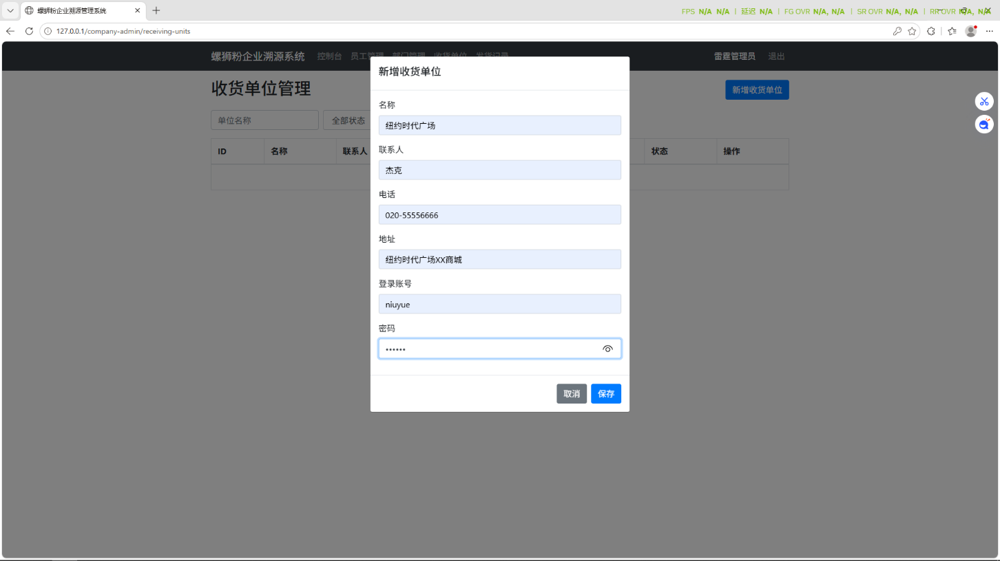 螺蛳粉企业溯源管理系统
FPS N/A N/A | 延迟 N/A | FG OVR N/A, N/A | SR OVR N/A, N/A | RR OVR N/A, N/A
127.0.0.1/company-admin/receiving-units
螺狮粉企业溯源系统 控制台 员工管理 部门管理 收货单位 发货记录 雷霆管理员 退出
新增收货单位
收货单位管理
新增收货单位
名称
单位名称
全部状态
纽约时代广场
联系人
ID 名称 联系人 状态 操作
杰克
电话
020-55556666
地址
纽约时代广场XX商城
登录账号
niuyue
密码
••••••
取消 保存